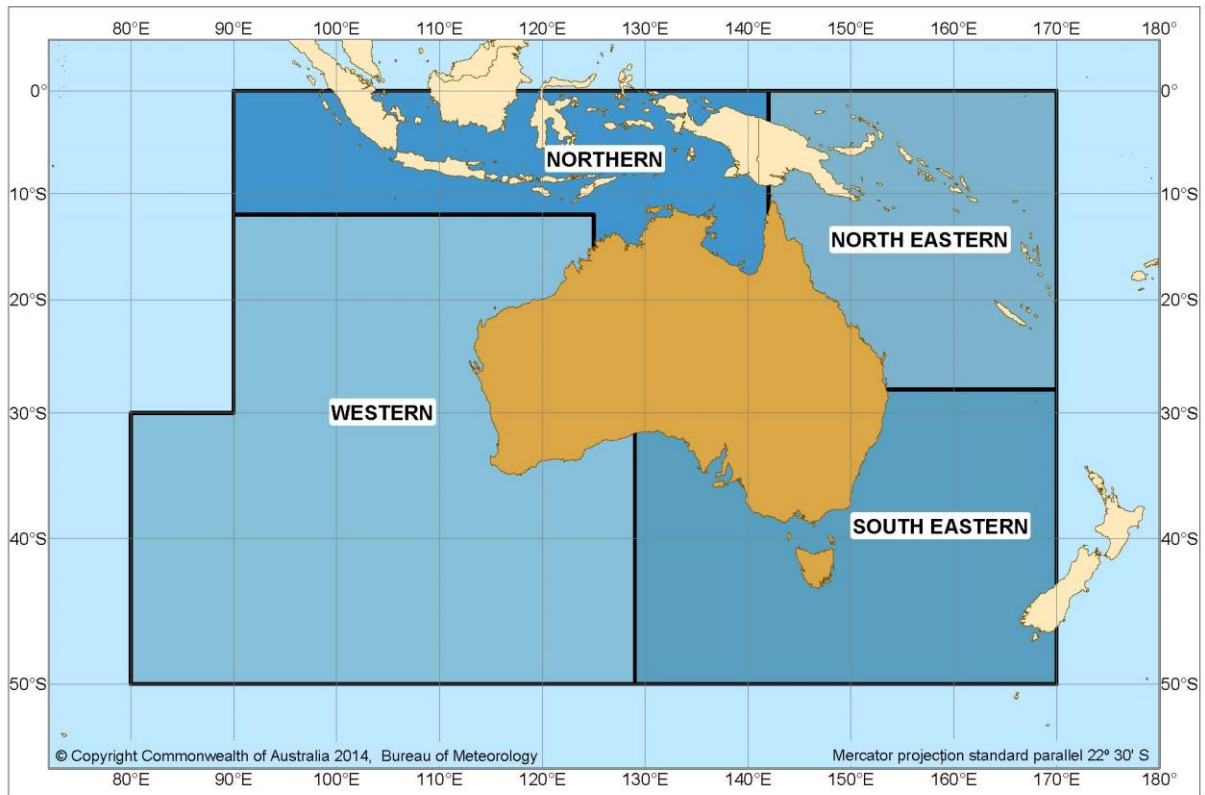 80° 90° 100° 110° 120° 130° 140° 150° 160° 170° 180°
0° 0°
NORTHERN
10°S 10°S
NORTH EASTERN
20°S 20°S
WESTERN
30°S 30°S
SOUTH EASTERN
40°S 40°S
50°S 50°S
© Copyright Commonwealth of Australia 2014, Bureau of Meteorology Mercator projection standard parallel 22° 30' S
80°E 90°E 100°E 110°E 120°E 130°E 140°E 150°E 160°E 170°E 180°